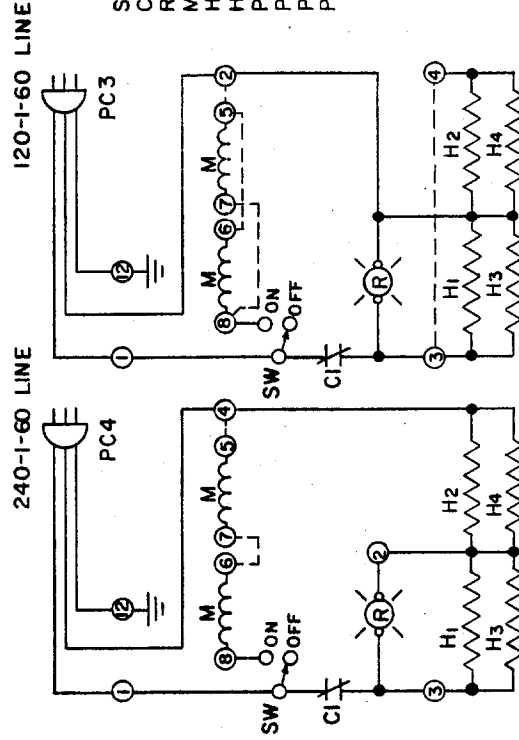 240-1-60 LINE
PC4
12
1
4
5
M
7
6
M
8
ON
OFF
SW
C1
R
2
3
H1
H2
H3
H4
120-1-60 LINE
PC3
12
1
2
5
M
7
6
M
8
ON
OFF
SW
C1
R
3
4
H1
H2
H3
H4
S
C
R
M
H
H
P
P
P
P